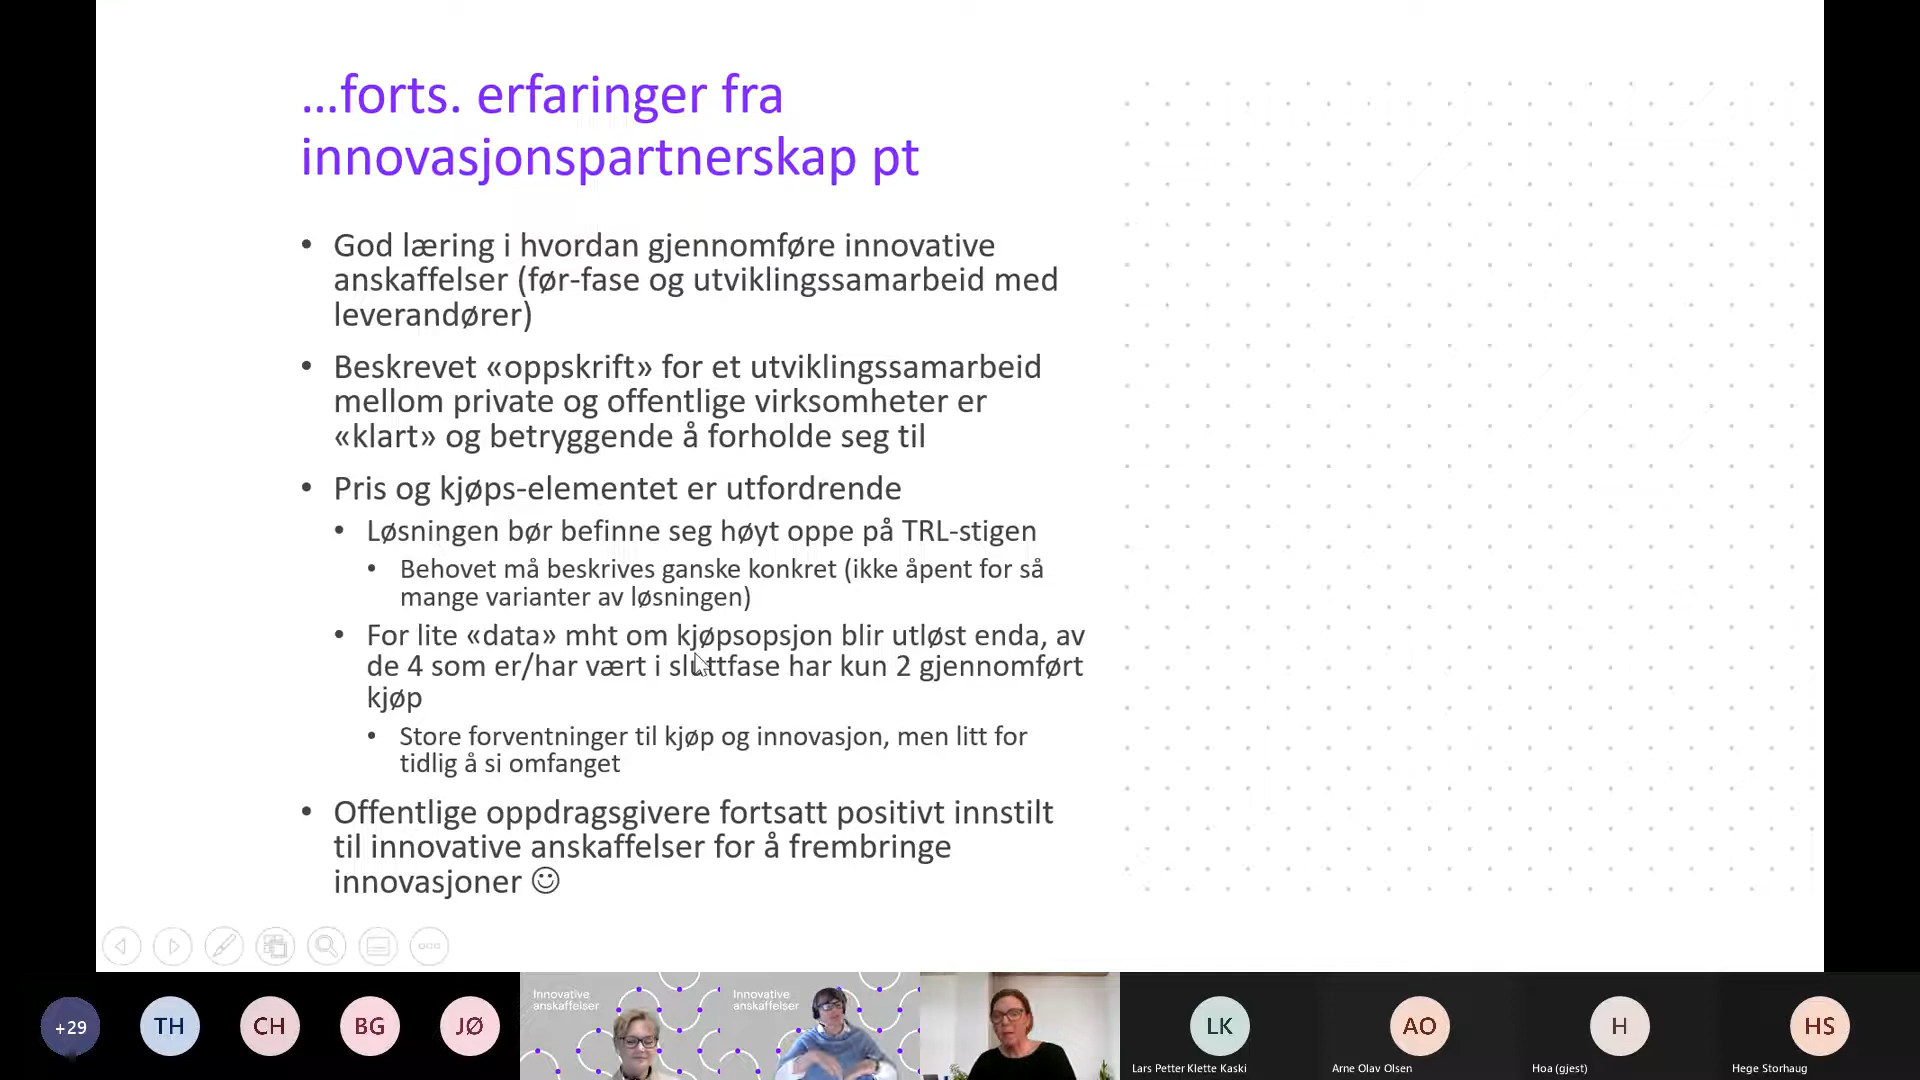 ...forts. erfaringer fra
innovasjonspartnerskap pt
• God læring i hvordan gjennomføre innovative
anskaffelser (før-fase og utviklingssamarbeid med
leverandører)
• Beskrevet «oppskrift» for et utviklingssamarbeid
mellom private og offentlige virksomheter er
«klart» og betryggende å forholde seg til
• Pris og kjøps-elementet er utfordrende
• Løsningen bør befinne seg høyt oppe på TRL-stigen
• Behovet må beskrives ganske konkret (ikke åpent for så
mange varianter av løsningen)
• For lite «data» mht om kjøpsopsjon blir utløst enda, av
de 4 som er/har vært i sluttfase har kun 2 gjennomført
kjøp
• Store forventninger til kjøp og innovasjon, men litt for
tidlig å si omfanget
• Offentlige oppdragsgivere fortsatt positivt innstilt
til innovative anskaffelser for å frembringe
innovasjoner ☺
+29
TH
CH
BG
JØ
Innovative
anskaffelser
Innovative
anskaffelser
LK
Lars Petter Klette Kaski
AO
Arne Olav Olsen
H
Hoa (gjest)
HS
Hege Storhaug